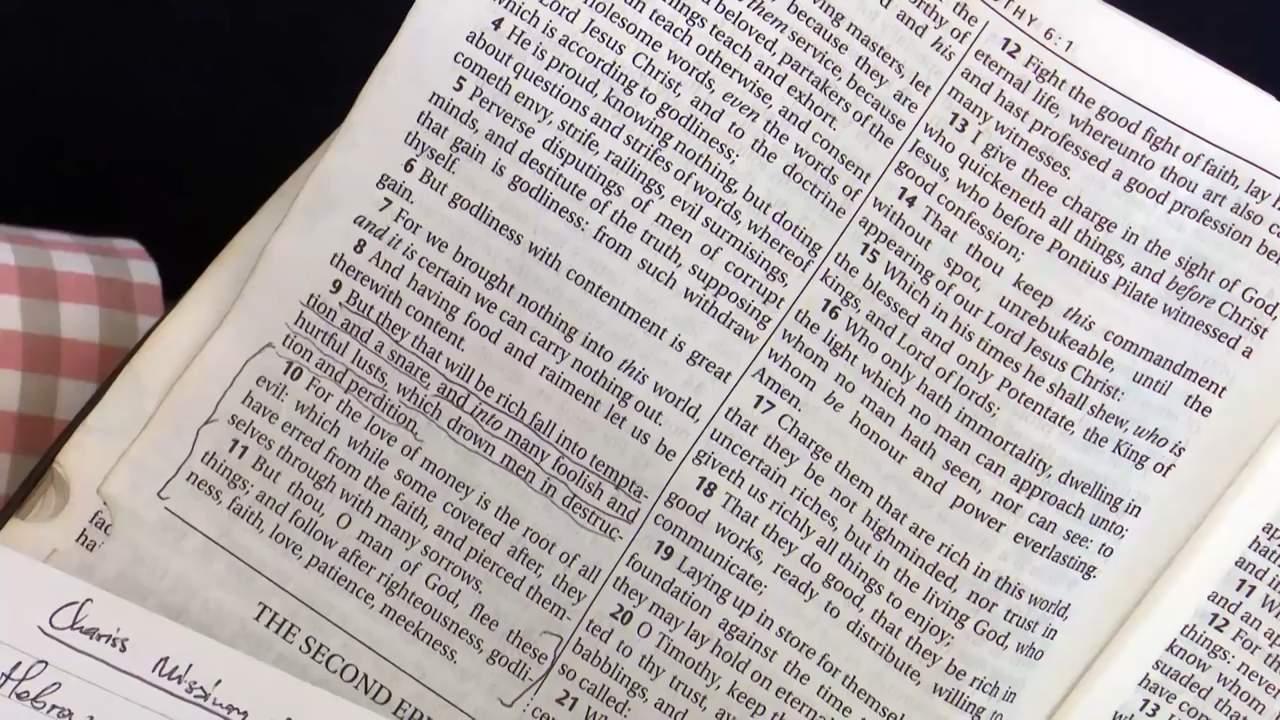 OTHY 6:1
the
orthy of
d and his
ving masters, let
because they are
them service, because
d beloved, partakers of the
ings teach and exhort.
n teach otherwise, and consent
olesome words, even the words of
Lord Jesus Christ, and to the doctrine
which is according to godliness;
4 He is proud, knowing nothing, but doting
about questions and strifes of words, whereof
cometh envy, strife, railings, evil surmisings,
5 Perverse disputings of men of corrupt
minds, and destitute of the truth, supposing
that gain is godliness: from such withdraw
thyself.
6 But godliness with contentment is great
gain.
7 For we brought nothing into this world,
and it is certain we can carry nothing out.
8 And having food and raiment let us be
therewith content.
9 But they that will be rich fall into tempta-
tion and a snare, and into many foolish and
hurtful lusts, which drown men in destruc-
tion and perdition.
10 For the love of money is the root of all
evil: which while some coveted after, they
have erred from the faith, and pierced them-
selves through with many sorrows.
11 But thou, O man of God, flee these
things; and follow after righteousness, godli-
ness, faith, love, patience, meekness.
12 Fight the good fight of faith, lay
eternal life, whereunto thou art also
and hast professed a good profession
many witnesses.
13 I give thee charge in the sight of God,
who quickeneth all things, and before Christ
Jesus, who before Pontius Pilate witnessed a
good confession;
14 That thou keep this commandment
without spot, unrebukeable, until the
appearing of our Lord Jesus Christ:
15 Which in his times he shall shew, who is
the blessed and only Potentate, the King of
kings, and Lord of lords;
16 Who only hath immortality, dwelling in
the light which no man can approach unto;
whom no man hath seen, nor can see: to
whom be honour and power everlasting.
Amen.
17 Charge them that are rich in this world,
that they be not highminded, nor trust in
uncertain riches, but in the living God, who
giveth us richly all things to enjoy;
18 That they do good, that they be rich in
good works, ready to distribute, willing to
communicate;
19 Laying up in store for themsel
foundation against the time t
they may lay hold on etern
20 O Timothy, keep t
ted to thy trust, av
babblings, and
so called.
21
THE SECOND EP
fac
hai
Chariss Missing
Hebrew
11 W
and an a
12 For th
things: neve
know whom
suaded that
have com
13